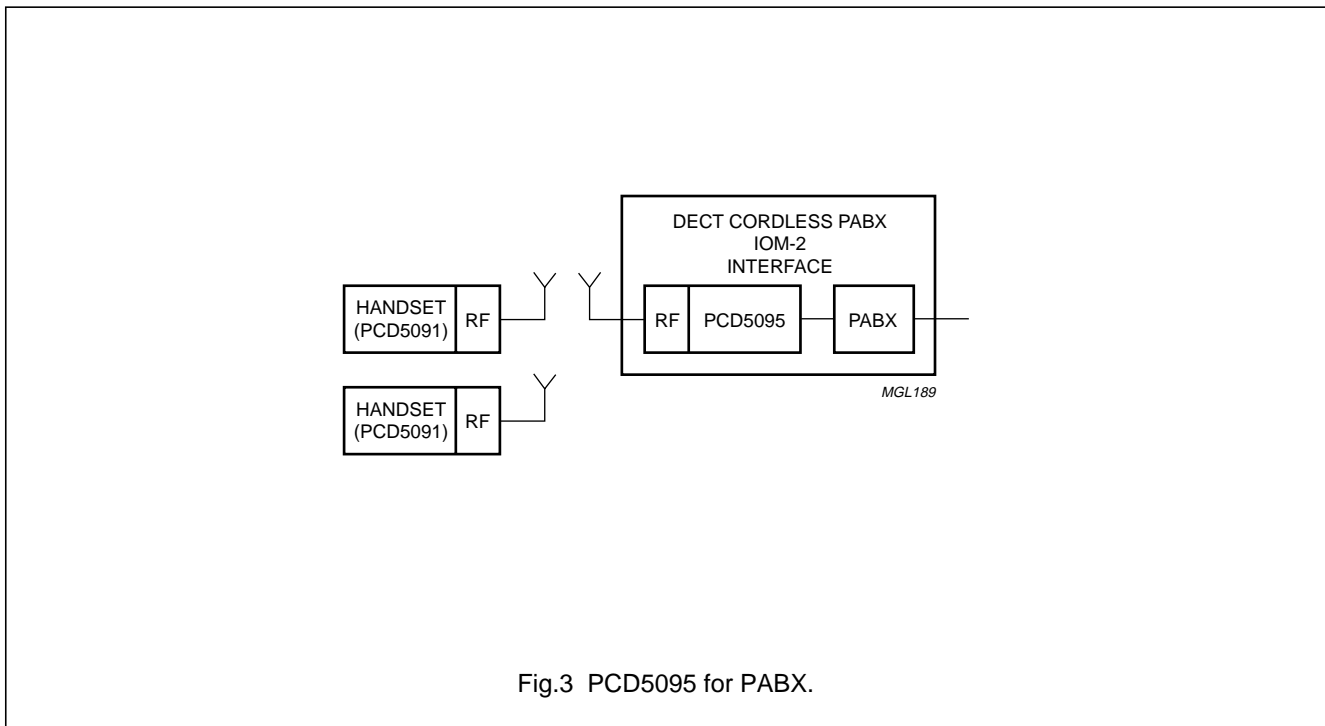 DECT CORDLESS PABX
IOM-2
INTERFACE
HANDSET
(PCD5091)
RF
RF
PCD5095
PABX
MGL189
HANDSET
(PCD5091)
RF
Fig.3 PCD5095 for PABX.